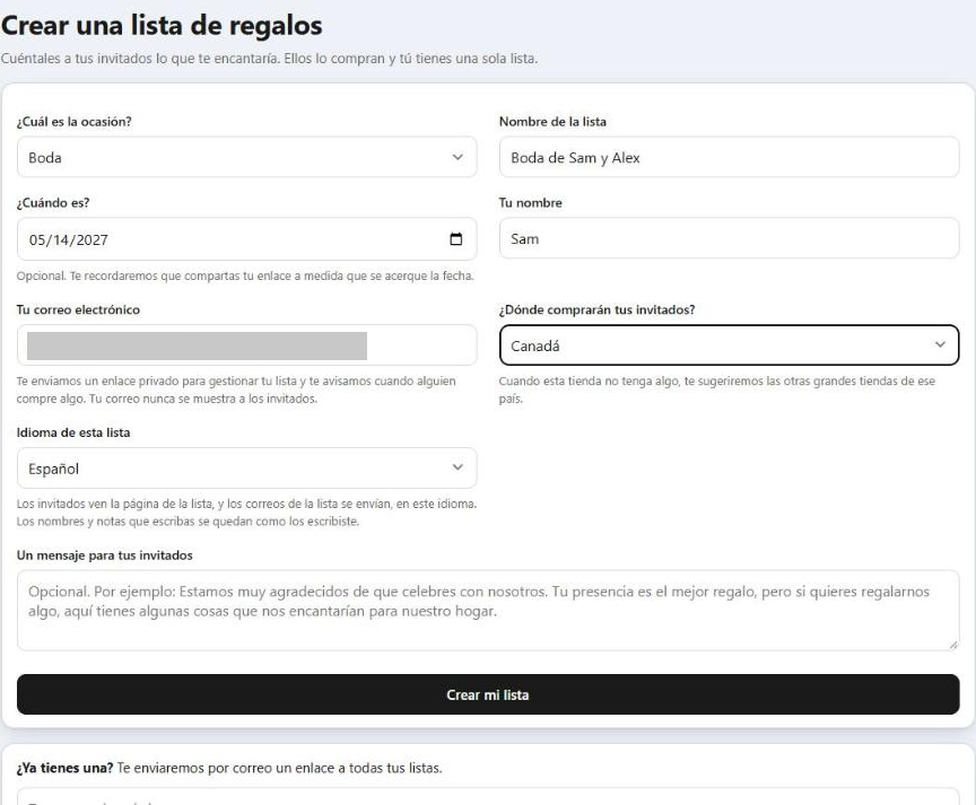 Crear una lista de regalos
Cuéntales a tus invitados lo que te encantaría. Ellos lo compran y tú tienes una sola lista.
¿Cuál es la ocasión?
Boda
Nombre de la lista
Boda de Sam y Alex
¿Cuándo es?
05/14/2027
Opcional. Te recordaremos que compartas tu enlace a medida que se acerque la fecha.
Tu nombre
Sam
Tu correo electrónico
Te enviamos un enlace privado para gestionar tu lista y te avisamos cuando alguien
compre algo. Tu correo nunca se muestra a los invitados.
¿Dónde comprarán tus invitados?
Canadá
Cuando esta tienda no tenga algo, te sugeriremos las otras grandes tiendas de ese
país.
Idioma de esta lista
Español
Los invitados ven la página de la lista, y los correos de la lista se envían, en este idioma.
Los nombres y notas que escribas se quedan como los escribiste.
Un mensaje para tus invitados
Opcional. Por ejemplo: Estamos muy agradecidos de que celebres con nosotros. Tu presencia es el mejor regalo, pero si quieres regalarnos
algo, aquí tienes algunas cosas que nos encantarían para nuestro hogar.
Crear mi lista
¿Ya tienes una? Te enviaremos por correo un enlace a todas tus listas.